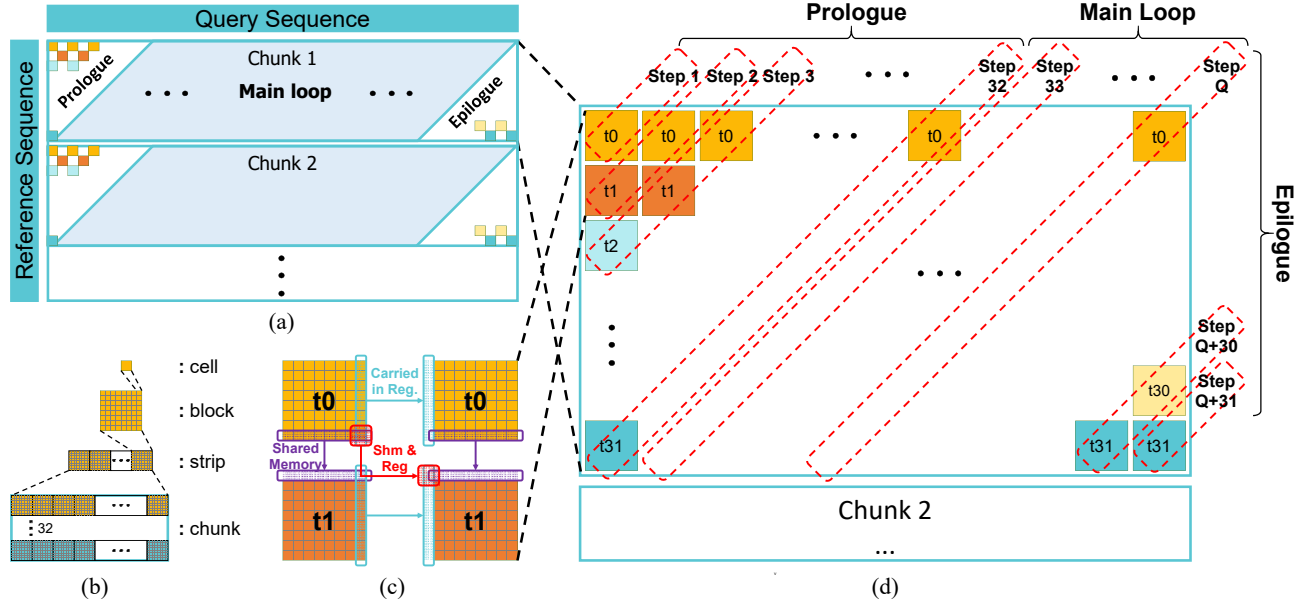 Query Sequence
Reference Sequence
Chunk 1
Prologue
• • •
Main loop
• • •
Epilogue
Chunk 2
(a)
: cell
: block
: strip
32
: chunk
(b)
t0
Carried
in Reg.
t0
Shared
Memory
Shm &
Reg
t1
t1
(c)
Prologue
Main Loop
Step 1
Step 2
Step 3
• • •
Step
32
Step
33
• • •
Step
Q
t0
t0
t0
• • •
t0
t0
t1
t1
t2
• • •
Epilogue
Step
Q+30
t30
Step
Q+31
t31
t31
t31
Chunk 2
...
(d)